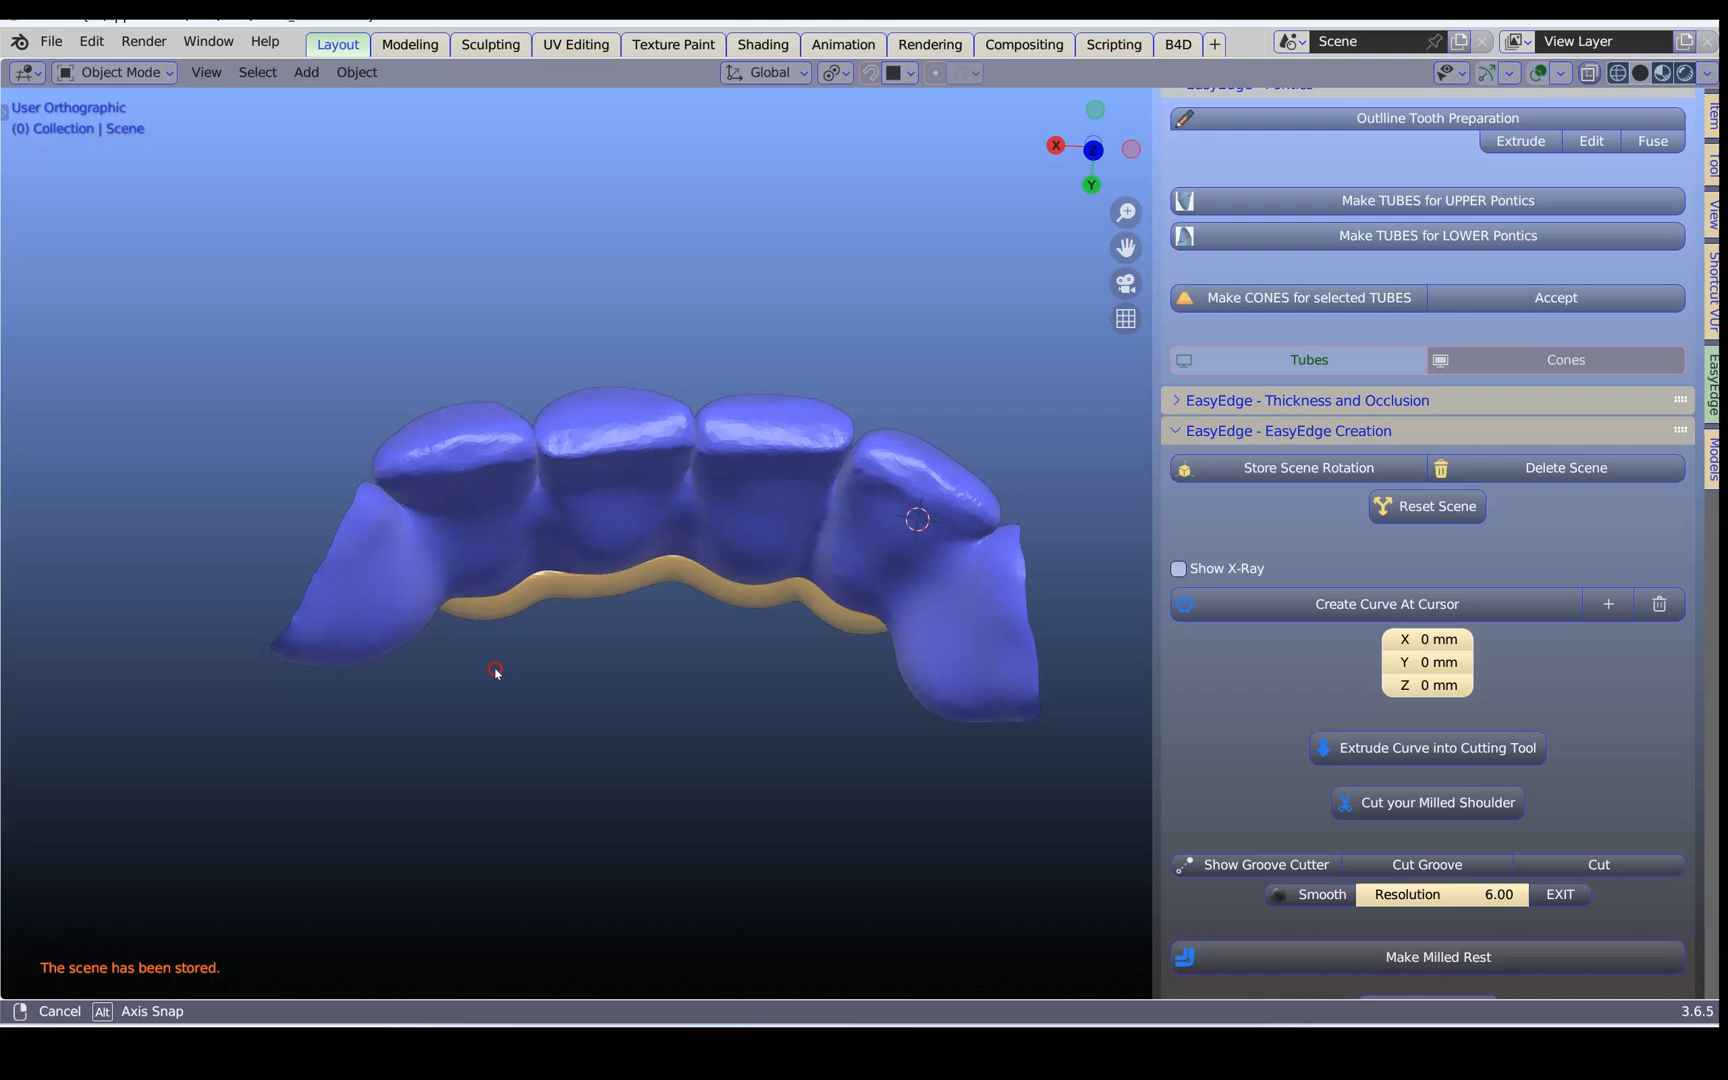 File Edit Render Window Help Layout Modeling Sculpting UV Editing Texture Paint Shading Animation Rendering Compositing Scripting B4D + Scene View Layer
Object Mode View Select Add Object Global
User Orthographic
(0) Collection | Scene
X
Z
Y
Outlline Tooth Preparation
Extrude Edit Fuse
Make TUBES for UPPER Pontics
Make TUBES for LOWER Pontics
Make CONES for selected TUBES Accept
Tubes Cones
EasyEdge - Thickness and Occlusion
EasyEdge - EasyEdge Creation
Store Scene Rotation Delete Scene
Reset Scene
Show X-Ray
Create Curve At Cursor +
X 0 mm
Y 0 mm
Z 0 mm
Extrude Curve into Cutting Tool
Cut your Milled Shoulder
Show Groove Cutter Cut Groove Cut
Smooth Resolution 6.00 EXIT
Make Milled Rest
Item
Tool
View
Shortcut VUr
EasyEdge
Models
The scene has been stored.
Cancel Alt Axis Snap 3.6.5